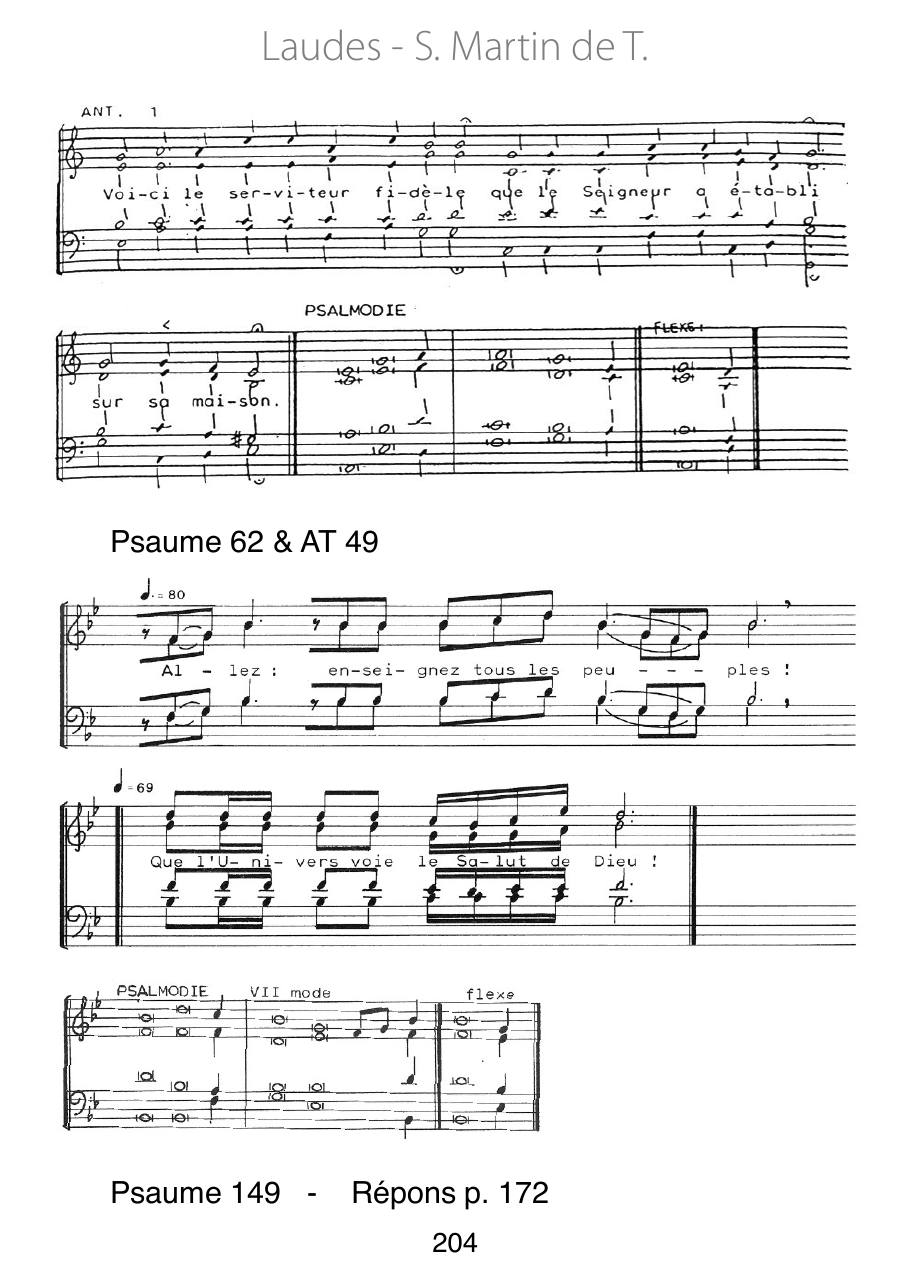 Laudes - S. Martin de T.
ANT. 1
Voi-ci le ser-vi-teur fi-dè-le que le Seigneur a é-ta-bli
PSALMODIE
FLEXE:
sur sa mai-son.
Psaume 62 & AT 49
♩. = 80
Al - lez : en-sei-gnez tous les peu - - - ples !
♩ = 69
Que l'U-ni-vers voie le Sa-lut de Dieu !
PSALMODIE VII mode flexe
Psaume 149 - Répons p. 172
204